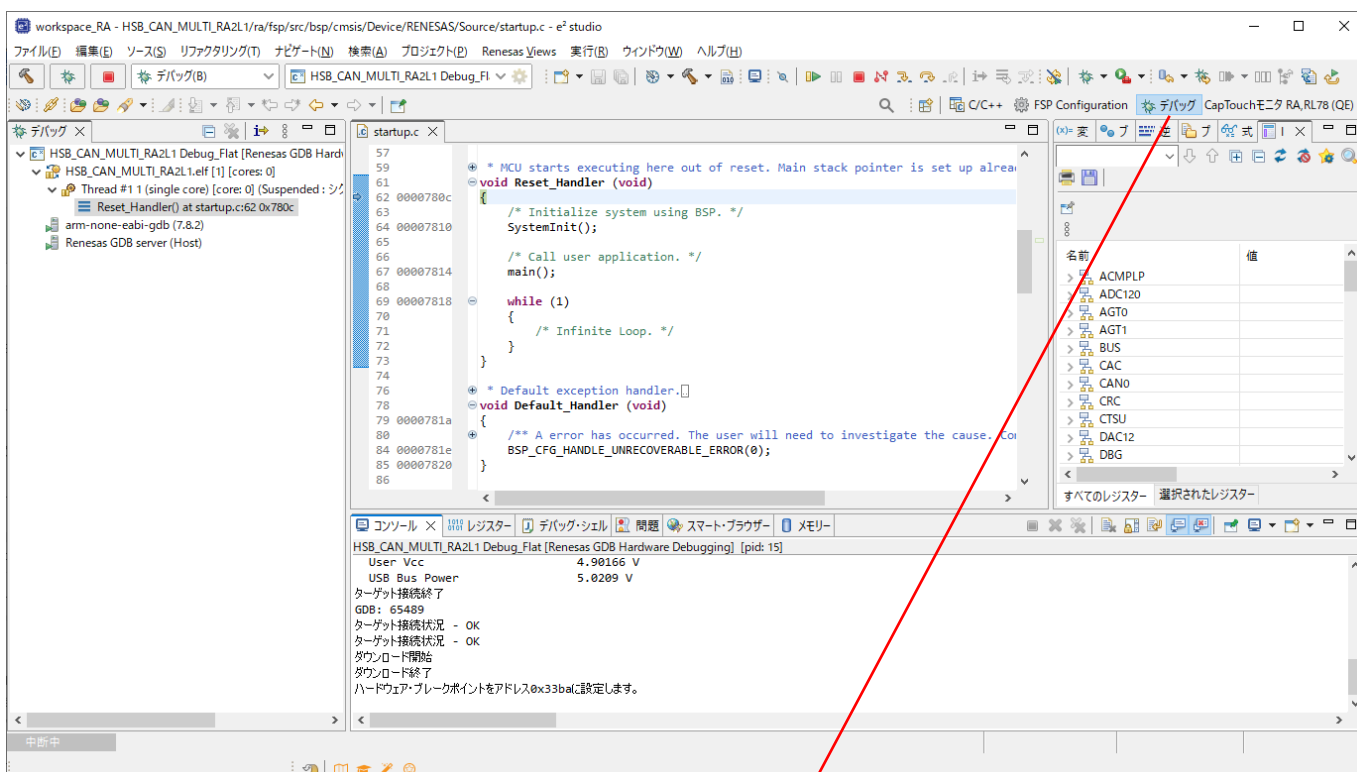 workspace_RA - HSB_CAN_MULTI_RA2L1/ra/fsp/src/bsp/cmsis/Device/RENESAS/Source/startup.c - e² studio
ファイル(F) 編集(E) ソース(S) リファクタリング(T) ナビゲート(N) 検索(A) プロジェクト(P) Renesas Views 実行(R) ウィンドウ(W) ヘルプ(H)
デバッグ(B) HSB_CAN_MULTI_RA2L1 Debug_Fl
C/C++ FSP Configuration デバッグ CapTouchモニタ RA,RL78 (QE)
デバッグ
HSB_CAN_MULTI_RA2L1 Debug_Flat [Renesas GDB Hard
HSB_CAN_MULTI_RA2L1.elf [1] [cores: 0]
Thread #1 1 (single core) [core: 0] (Suspended : シグ
Reset_Handler() at startup.c:62 0x780c
arm-none-eabi-gdb (7.8.2)
Renesas GDB server (Host)
startup.c
57
59 * MCU starts executing here out of reset. Main stack pointer is set up alrea
61 void Reset_Handler (void)
62 0000780c {
63 /* Initialize system using BSP. */
64 00007810 SystemInit();
65
66 /* Call user application. */
67 00007814 main();
68
69 00007818 while (1)
70 {
71 /* Infinite Loop. */
72 }
73 }
74
76 * Default exception handler.
78 void Default_Handler (void)
79 0000781a {
80 /** A error has occurred. The user will need to investigate the cause. Co
84 0000781e BSP_CFG_HANDLE_UNRECOVERABLE_ERROR(0);
85 00007820 }
86
(x)= 変 ブ ブ 式 I
名前 値
ACMPLP
ADC120
AGT0
AGT1
BUS
CAC
CAN0
CRC
CTSU
DAC12
DBG
すべてのレジスター 選択されたレジスター
コンソール レジスター デバッグ・シェル 問題 スマート・ブラウザー メモリー
HSB_CAN_MULTI_RA2L1 Debug_Flat [Renesas GDB Hardware Debugging] [pid: 15]
User Vcc 4.90166 V
USB Bus Power 5.0209 V
ターゲット接続終了
GDB: 65489
ターゲット接続状況 - OK
ターゲット接続状況 - OK
ダウンロード開始
ダウンロード終了
ハードウェア・ブレークポイントをアドレス0x33baに設定します。
中断中